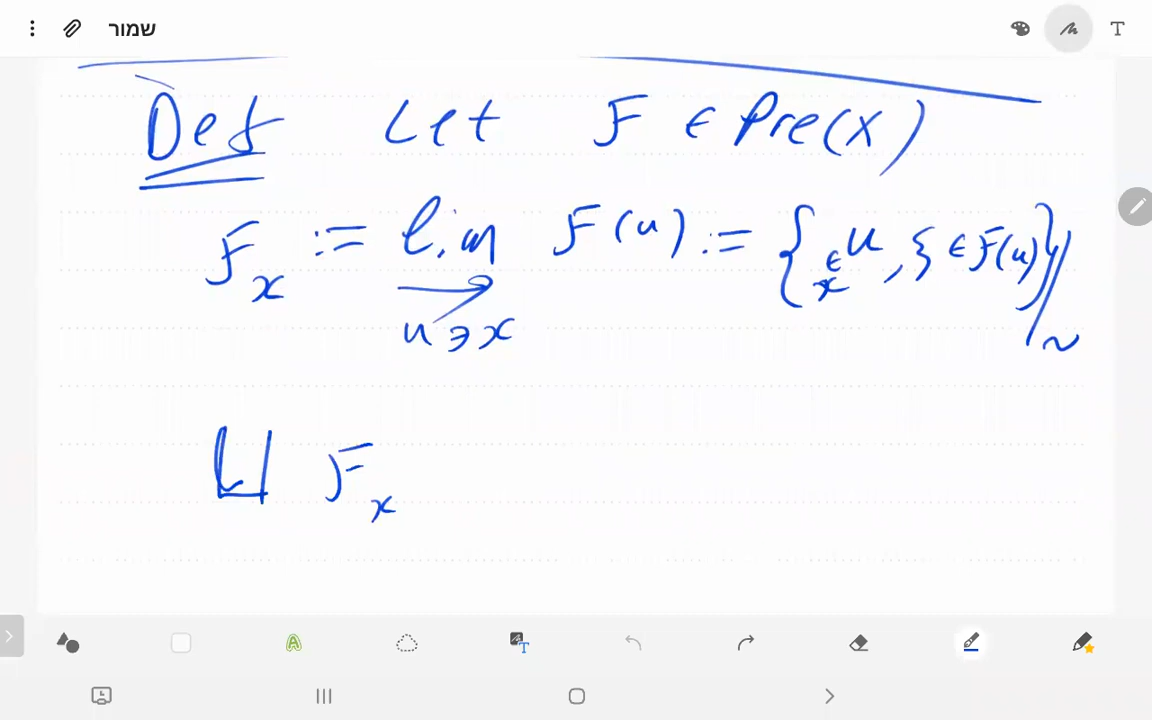 שמור
T
Def Let F ∈ Pre(X)
F_x := lim_{→ u∋x} F(u) := { x∈u, ξ ∈ F(u) } / ~
⊔ F_x